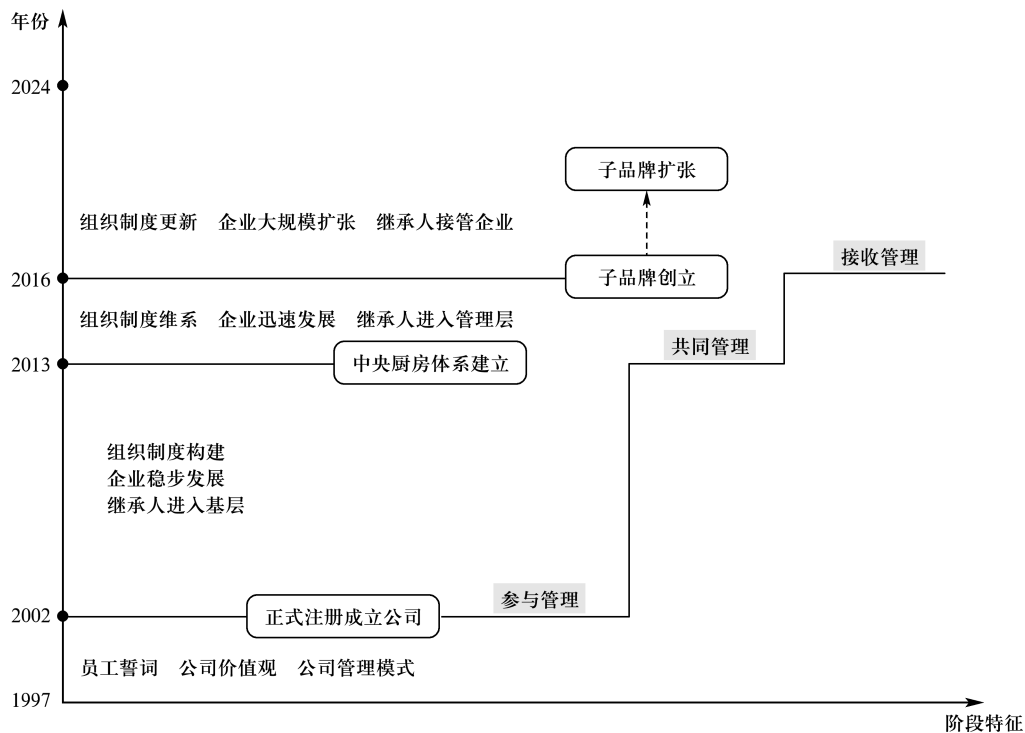 年份
2024
子品牌扩张
组织制度更新 企业大规模扩张 继承人接管企业
接收管理
2016
子品牌创立
组织制度维系 企业迅速发展 继承人进入管理层
共同管理
2013
中央厨房体系建立
组织制度构建
企业稳步发展
继承人进入基层
参与管理
2002
正式注册成立公司
员工誓词 公司价值观 公司管理模式
1997
阶段特征